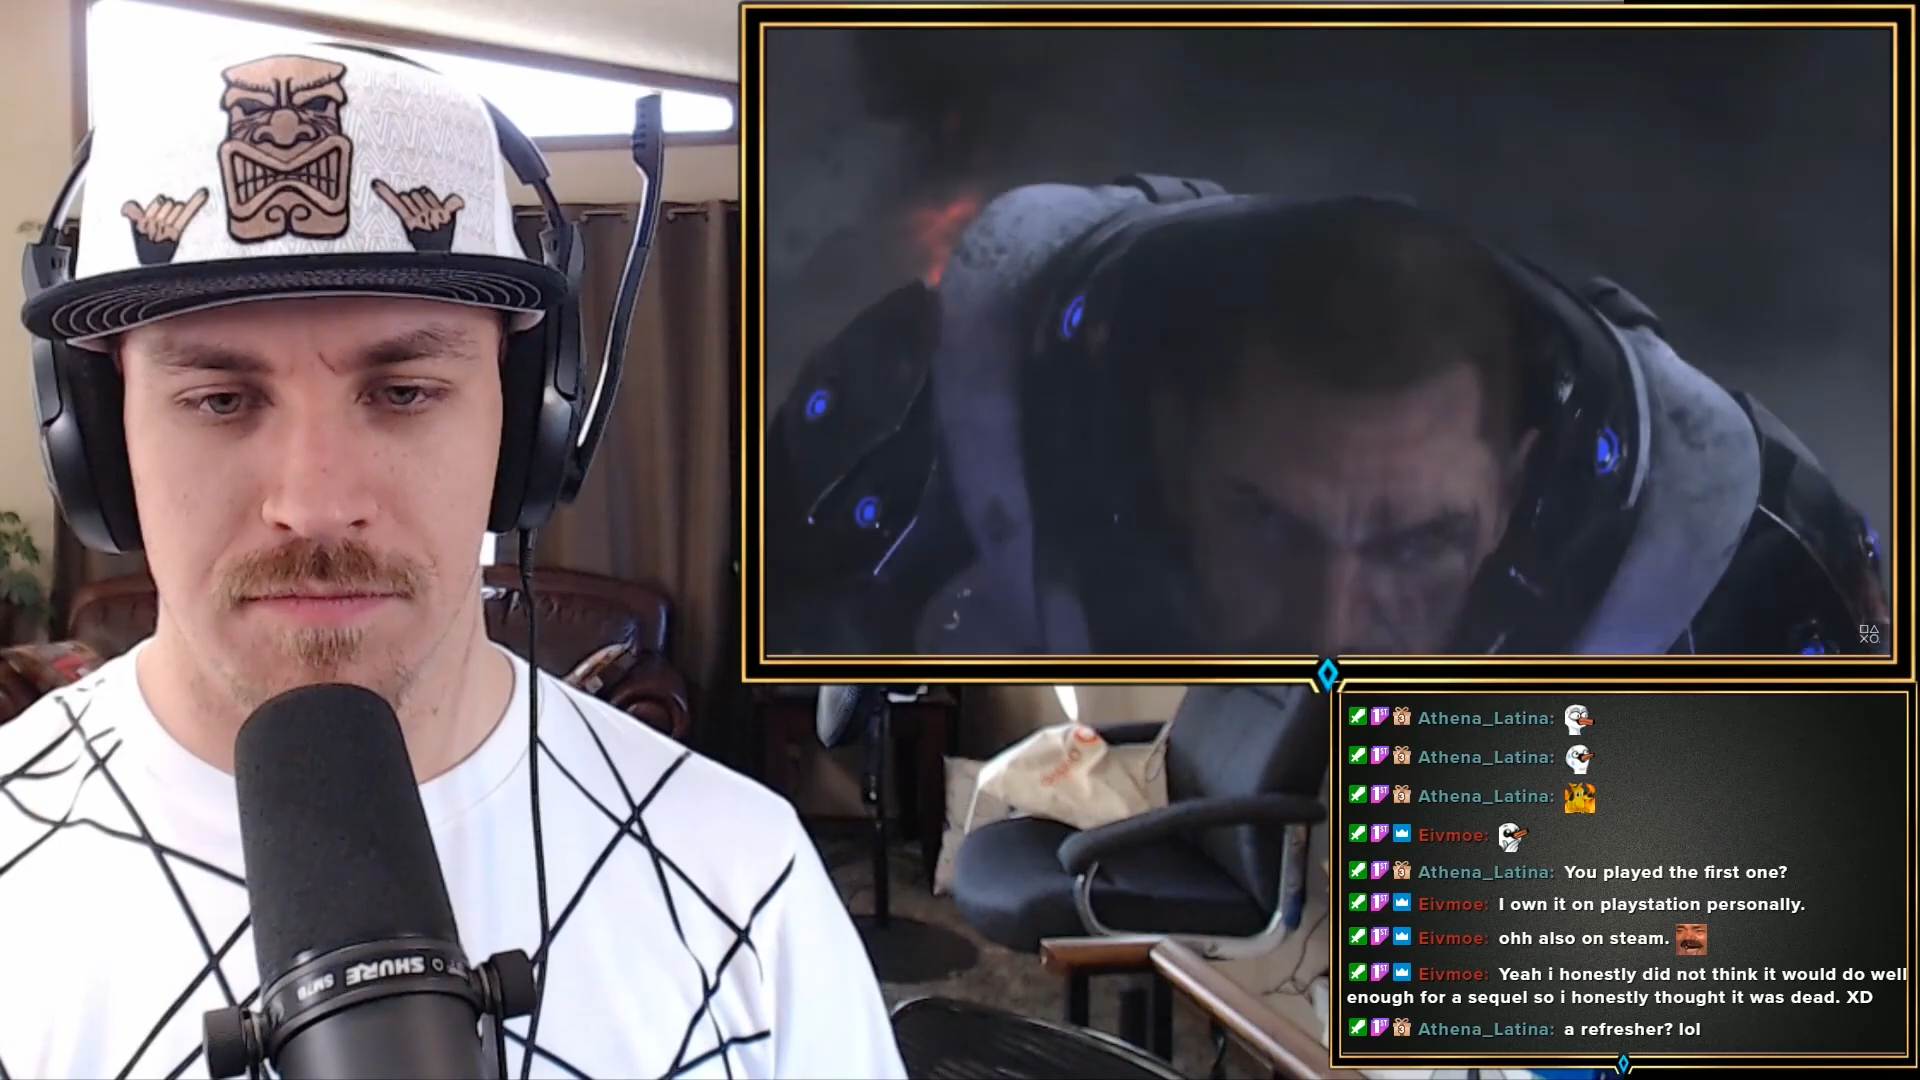 Athena_Latina:
Athena_Latina:
Athena_Latina:
Eivmoe:
Athena_Latina: You played the first one?
Eivmoe: I own it on playstation personally.
Eivmoe: ohh also on steam.
Eivmoe: Yeah i honestly did not think it would do well
enough for a sequel so i honestly thought it was dead. XD
Athena_Latina: a refresher? lol
SHURE SM7B